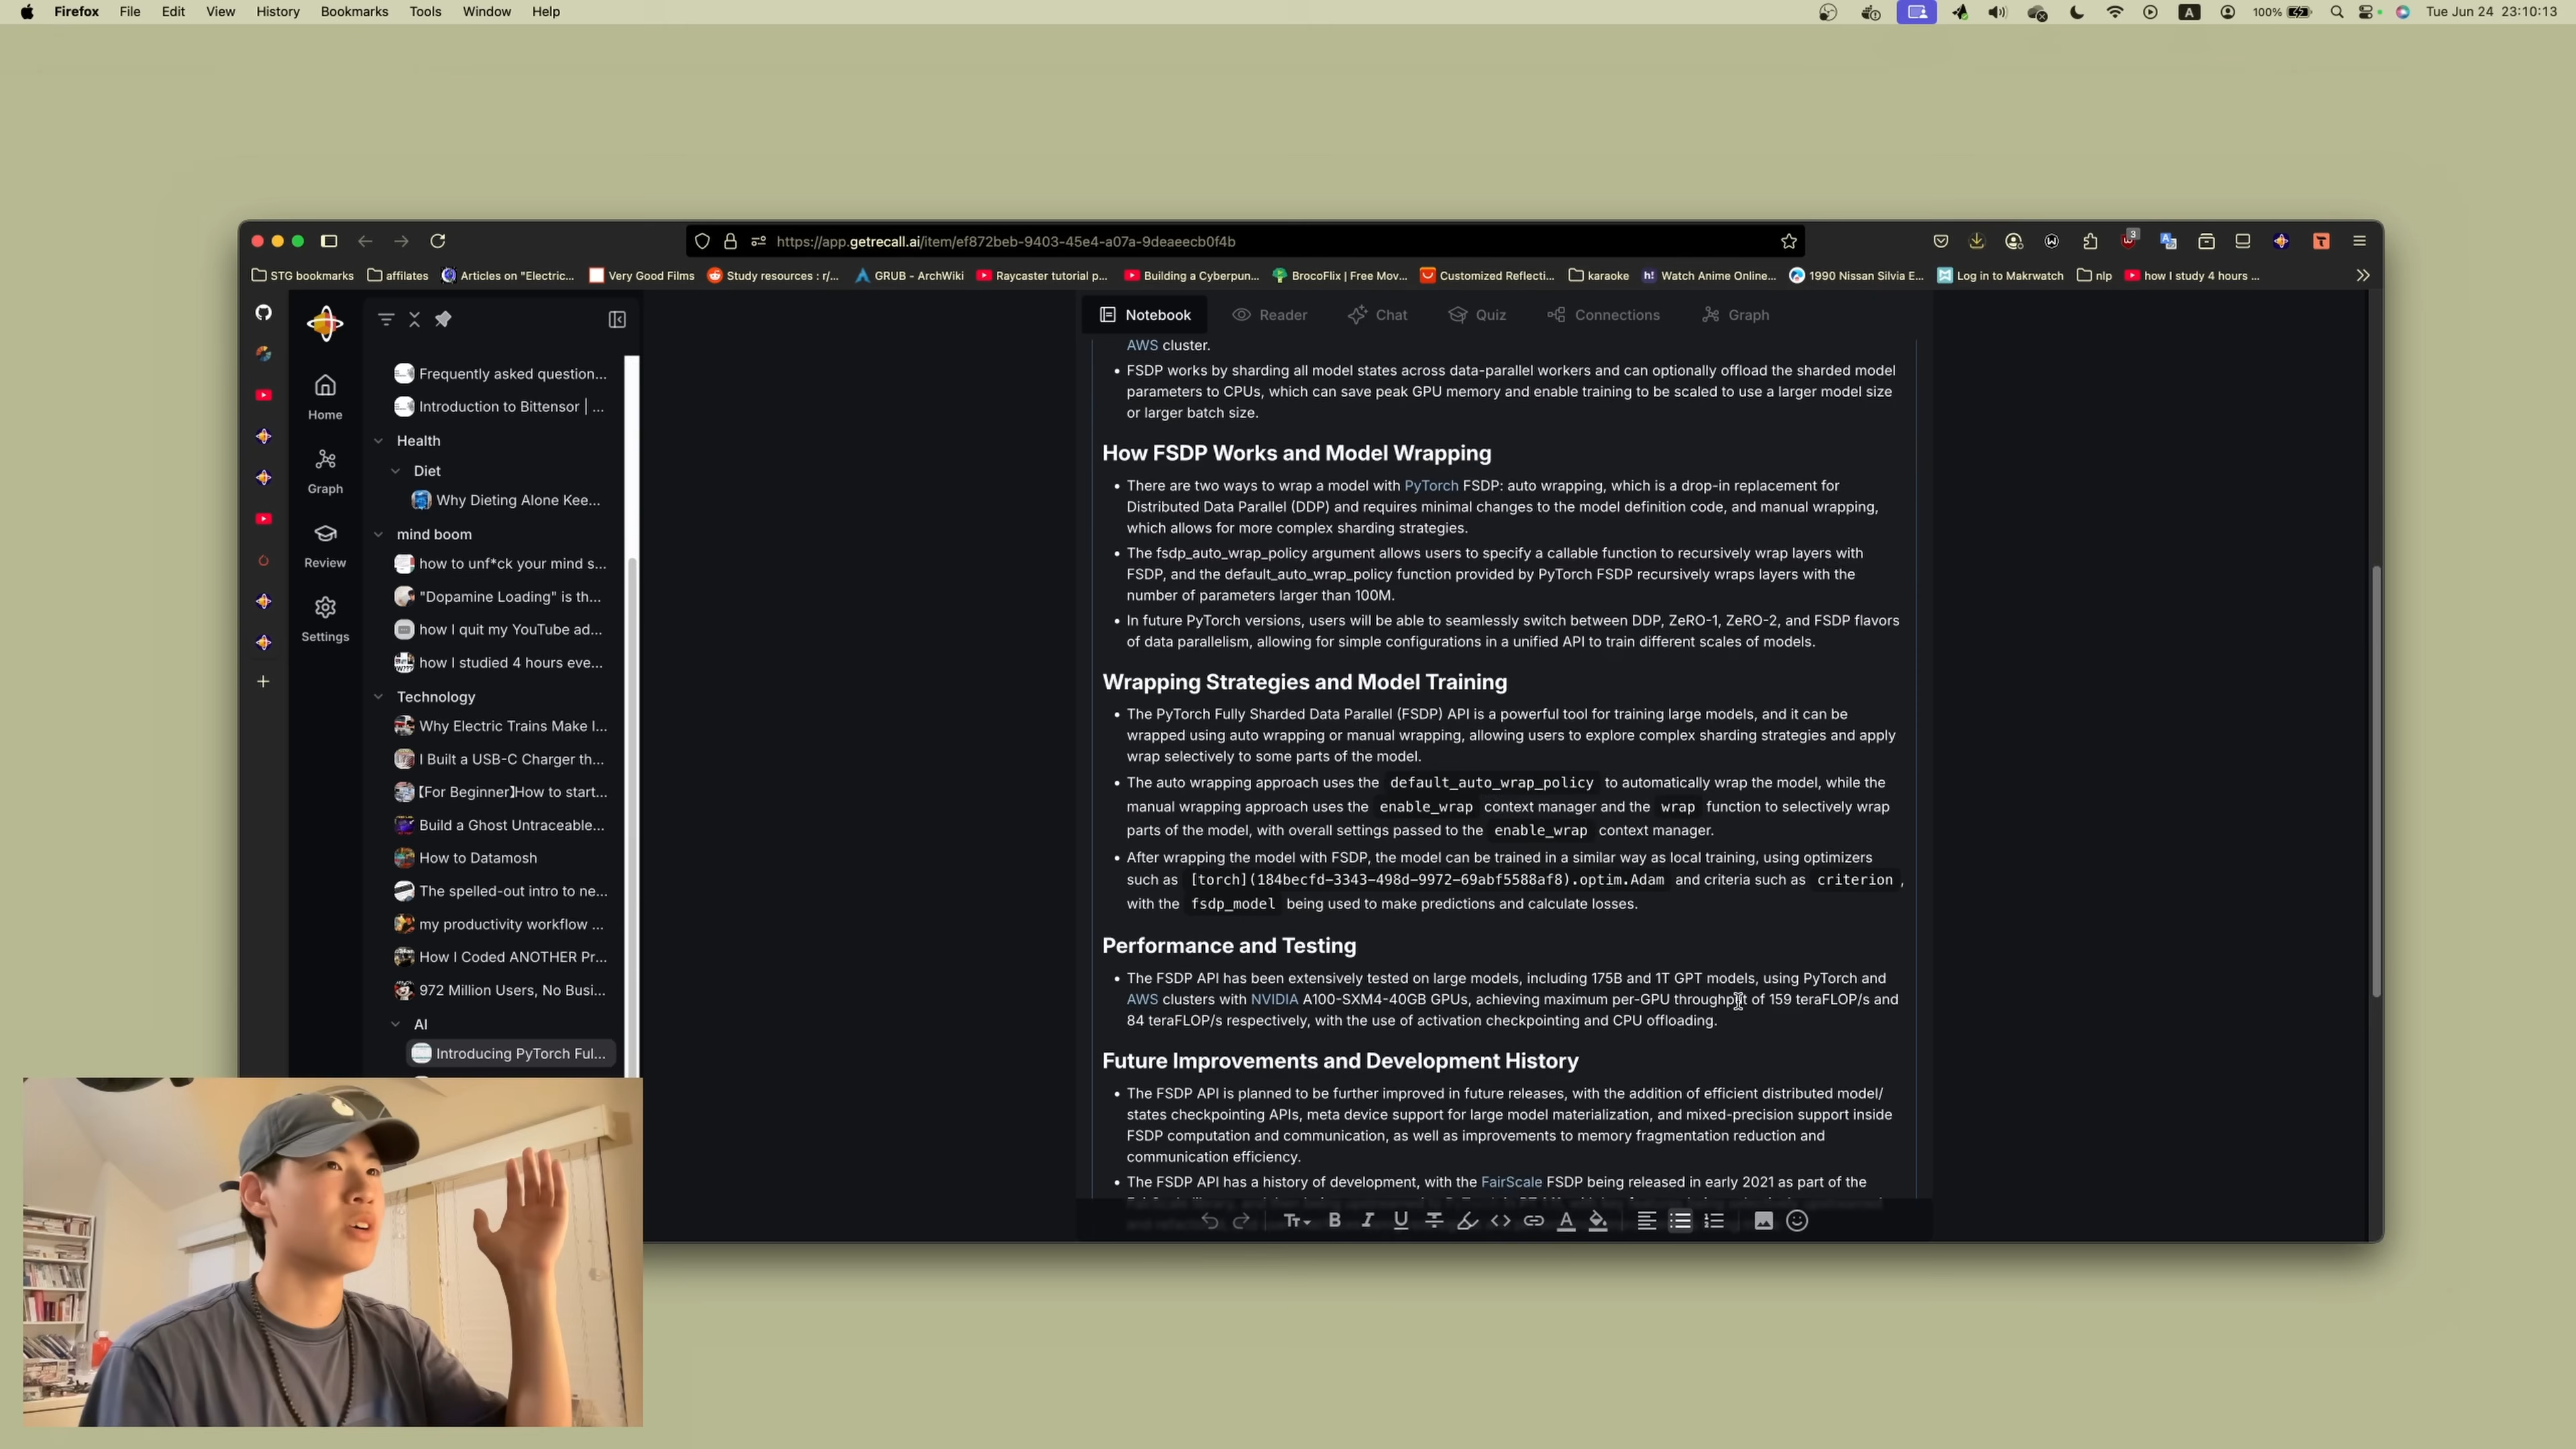 Firefox File Edit View History Bookmarks Tools Window Help A 100% Tue Jun 24 23:10:13
https://app.getrecall.ai/item/ef872beb-9403-45e4-a07a-9deaeecb0f4b 3
STG bookmarks affiliates Articles on "Electric... Very Good Films Study resources : r/... GRUB - ArchWiki Raycaster tutorial p... Building a Cyberpun... BrocoFlix | Free Mov... Customized Reflecti... karaoke Watch Anime Online... 1990 Nissan Silvia E... Log in to Makrwatch nlp how I study 4 hours ...
Home
Graph
Review
Settings
Frequently asked question...
Introduction to Bittensor | ...
Health
Diet
Why Dieting Alone Kee...
mind boom
how to unf*ck your mind s...
"Dopamine Loading" is th...
how I quit my YouTube ad...
how I studied 4 hours eve...
Technology
Why Electric Trains Make I...
I Built a USB-C Charger th...
【For Beginner】How to start...
Build a Ghost Untraceable...
How to Datamosh
The spelled-out intro to ne...
my productivity workflow ...
How I Coded ANOTHER Pr...
972 Million Users, No Busi...
AI
Introducing PyTorch Ful...
Notebook Reader Chat Quiz Connections Graph
AWS cluster.
• FSDP works by sharding all model states across data-parallel workers and can optionally offload the sharded model
parameters to CPUs, which can save peak GPU memory and enable training to be scaled to use a larger model size
or larger batch size.
How FSDP Works and Model Wrapping
• There are two ways to wrap a model with PyTorch FSDP: auto wrapping, which is a drop-in replacement for
Distributed Data Parallel (DDP) and requires minimal changes to the model definition code, and manual wrapping,
which allows for more complex sharding strategies.
• The fsdp_auto_wrap_policy argument allows users to specify a callable function to recursively wrap layers with
FSDP, and the default_auto_wrap_policy function provided by PyTorch FSDP recursively wraps layers with the
number of parameters larger than 100M.
• In future PyTorch versions, users will be able to seamlessly switch between DDP, ZeRO-1, ZeRO-2, and FSDP flavors
of data parallelism, allowing for simple configurations in a unified API to train different scales of models.
Wrapping Strategies and Model Training
• The PyTorch Fully Sharded Data Parallel (FSDP) API is a powerful tool for training large models, and it can be
wrapped using auto wrapping or manual wrapping, allowing users to explore complex sharding strategies and apply
wrap selectively to some parts of the model.
• The auto wrapping approach uses the default_auto_wrap_policy to automatically wrap the model, while the
manual wrapping approach uses the enable_wrap context manager and the wrap function to selectively wrap
parts of the model, with overall settings passed to the enable_wrap context manager.
• After wrapping the model with FSDP, the model can be trained in a similar way as local training, using optimizers
such as [torch](184becfd-3343-498d-9972-69abf5588af8).optim.Adam and criteria such as criterion ,
with the fsdp_model being used to make predictions and calculate losses.
Performance and Testing
• The FSDP API has been extensively tested on large models, including 175B and 1T GPT models, using PyTorch and
AWS clusters with NVIDIA A100-SXM4-40GB GPUs, achieving maximum per-GPU throughput of 159 teraFLOP/s and
84 teraFLOP/s respectively, with the use of activation checkpointing and CPU offloading.
Future Improvements and Development History
• The FSDP API is planned to be further improved in future releases, with the addition of efficient distributed model/
states checkpointing APIs, meta device support for large model materialization, and mixed-precision support inside
FSDP computation and communication, as well as improvements to memory fragmentation reduction and
communication efficiency.
• The FSDP API has a history of development, with the FairScale FSDP being released in early 2021 as part of the